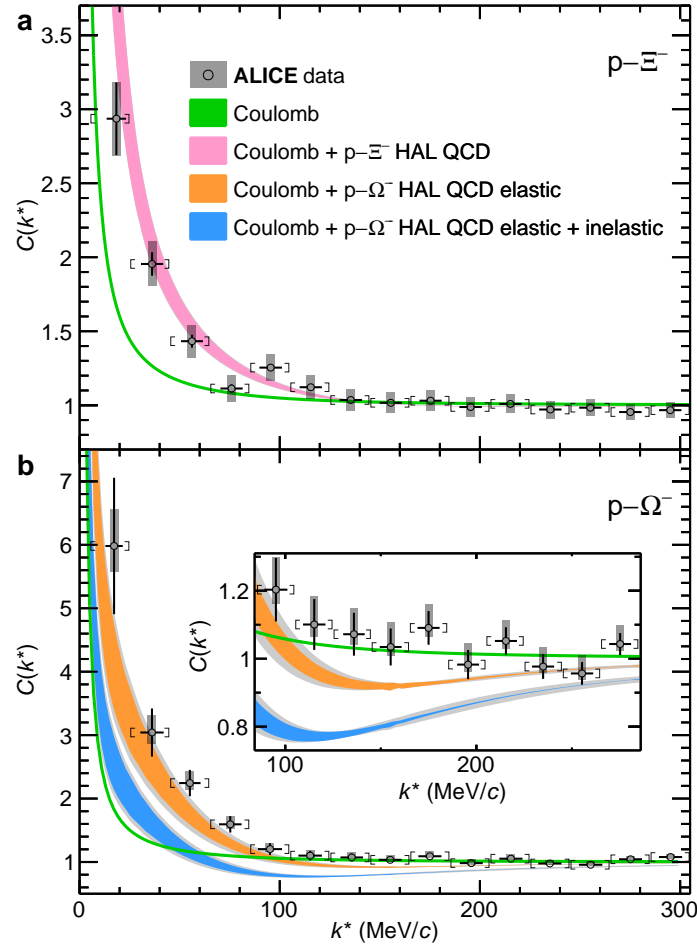 a
p−Ξ⁻
ALICE data
Coulomb
Coulomb + p−Ξ⁻ HAL QCD
Coulomb + p−Ω⁻ HAL QCD elastic
Coulomb + p−Ω⁻ HAL QCD elastic + inelastic
C(k*)
3.5
3
2.5
2
1.5
1
b
p−Ω⁻
C(k*)
7
6
5
4
3
2
1
C(k*)
1.2
1
0.8
100
200
k* (MeV/c)
0
100
200
300
k* (MeV/c)